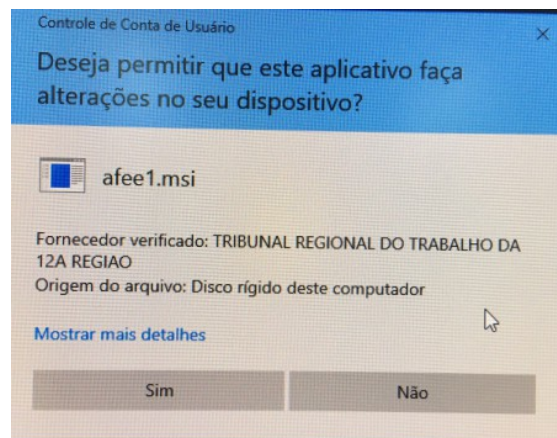 Controle de Conta de Usuário
Deseja permitir que este aplicativo faça
alterações no seu dispositivo?
afee1.msi
Fornecedor verificado: TRIBUNAL REGIONAL DO TRABALHO DA
12A REGIAO
Origem do arquivo: Disco rígido deste computador
Mostrar mais detalhes
Sim
Não